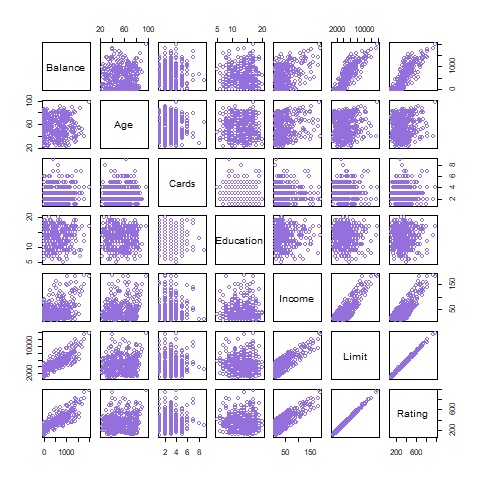 20 60 100 5 10 20 2000 8000
Balance 0 1000
20 60 100 Age
Cards 2 4 6 8
5 10 15 20 Education
Income 50 150
2000 10000 Limit
Rating 200 600
0 1000 2 4 6 8 50 150 200 600